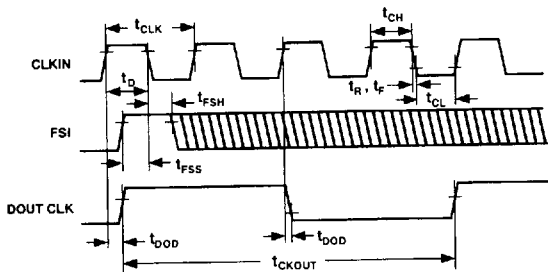 tCLK
tCH
CLKIN
tD
tR , tF
tFSH
tCL
FSI
tFSS
DOUT CLK
tDOD
tDOD
tCKOUT